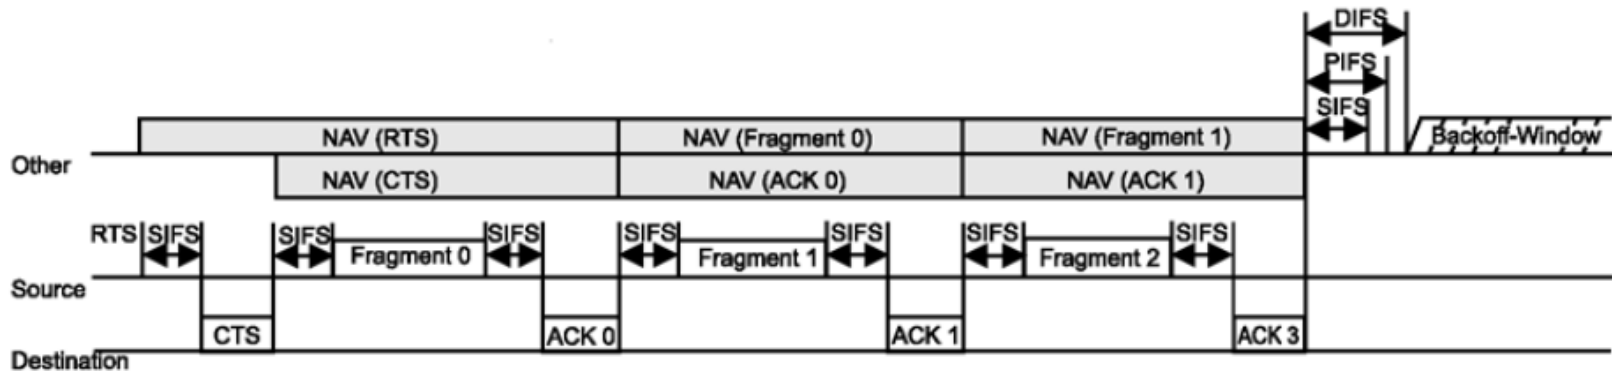 DIFS
PIFS
SIFS
NAV (RTS) NAV (Fragment 0) NAV (Fragment 1) Backoff-Window
Other
NAV (CTS) NAV (ACK 0) NAV (ACK 1)
RTS SIFS SIFS Fragment 0 SIFS SIFS Fragment 1 SIFS SIFS Fragment 2 SIFS
Source
CTS ACK 0 ACK 1 ACK 3
Destination